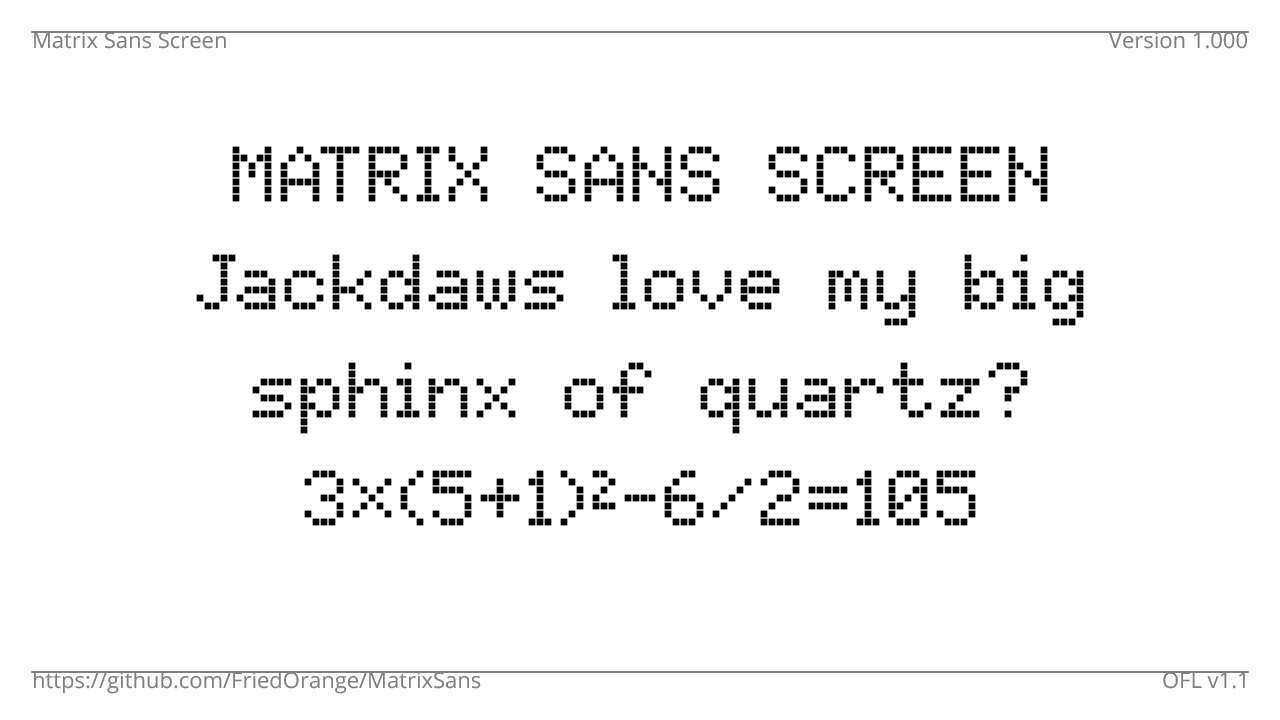 Matrix Sans Screen
Version 1.000
MATRIX SANS SCREEN
Jackdaws love my big
sphinx of quartz?
3×(5+1)²-6/2=105
https://github.com/FriedOrange/MatrixSans
OFL v1.1